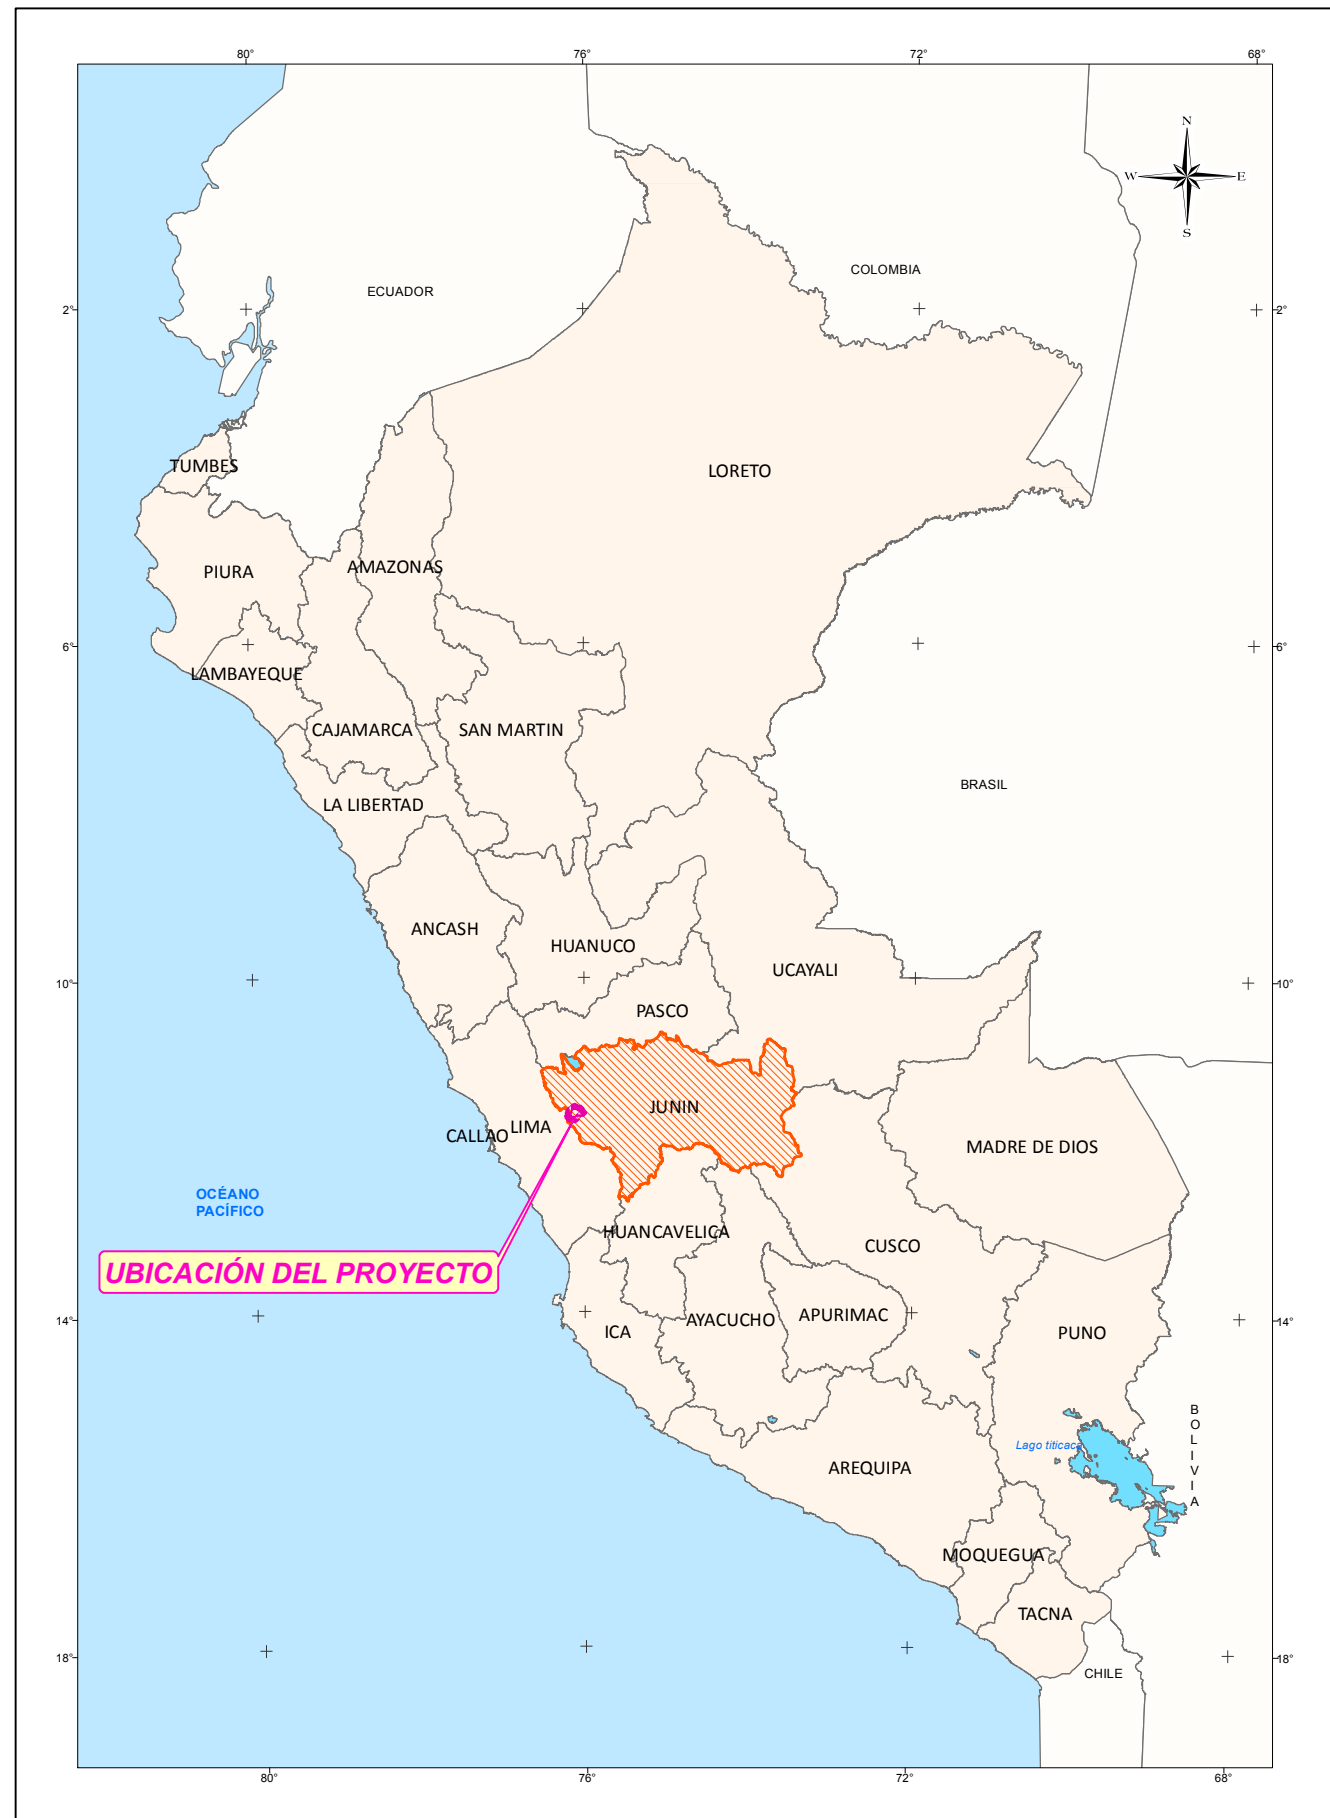 80°
76°
72°
68°
N
W
E
S
COLOMBIA
ECUADOR
2°
2°
TUMBES
LORETO
PIURA
AMAZONAS
6°
6°
LAMBAYEQUE
CAJAMARCA
SAN MARTIN
BRASIL
LA LIBERTAD
ANCASH
HUANUCO
UCAYALI
10°
10°
PASCO
JUNIN
LIMA
CALLAO
MADRE DE DIOS
OCÉANO
PACÍFICO
HUANCAVELICA
CUSCO
UBICACIÓN DEL PROYECTO
14°
14°
AYACUCHO
APURIMAC
ICA
PUNO
B
O
L
I
V
I
A
Lago titicaca
AREQUIPA
MOQUEGUA
TACNA
18°
18°
CHILE
80°
76°
72°
68°